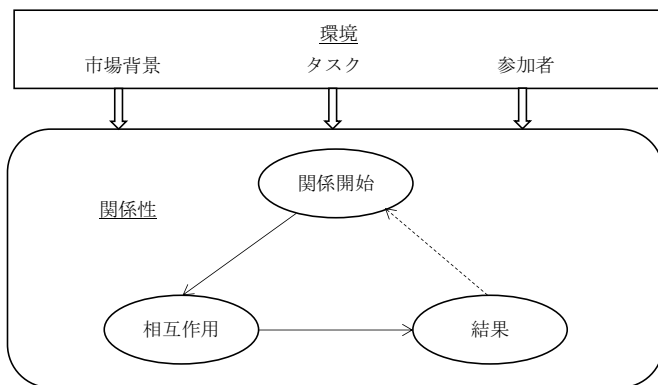 環境
市場背景 タスク 参加者
関係開始
関係性
相互作用 結果